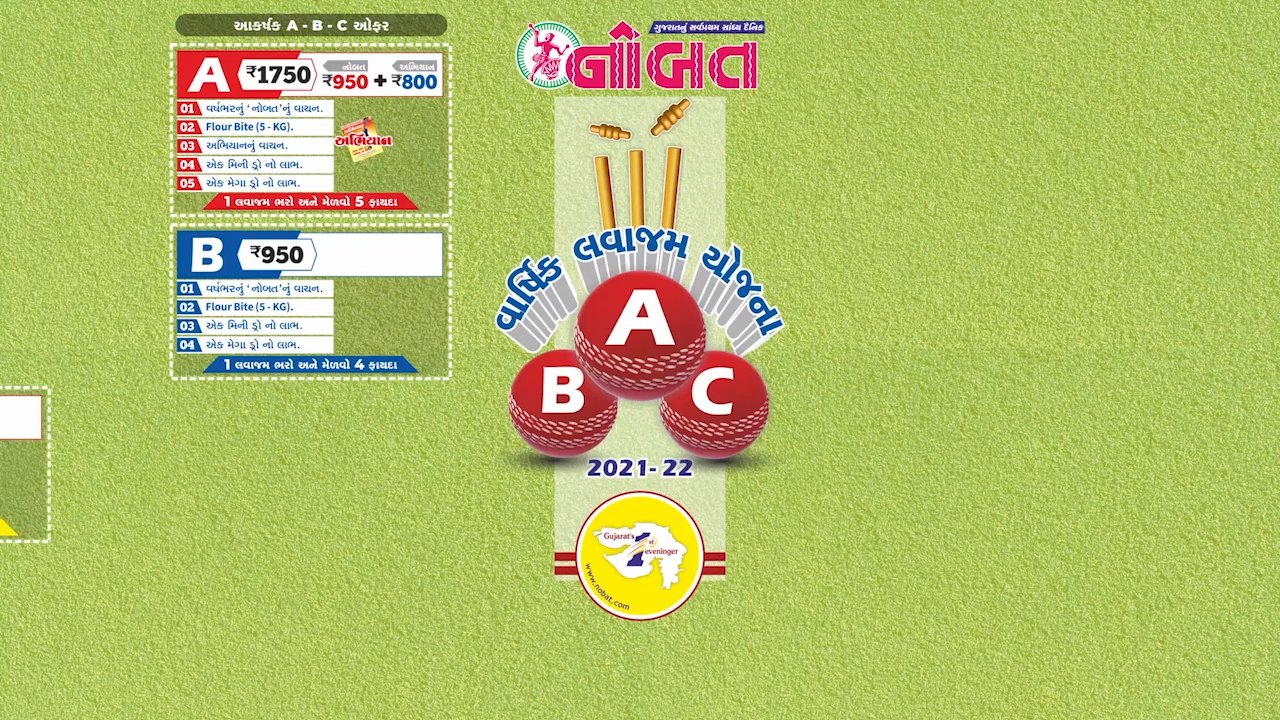 આકર્ષક A - B - C ઓફર
A ₹1750 નોબત ₹950 + અભિયાન ₹800
01 વર્ષભરનું ‘નોબત’નું વાચન.
02 Flour Bite (5 - KG).
03 અભિયાનનું વાચન.
04 એક મિની ડ્રો નો લાભ.
05 એક મેગા ડ્રો નો લાભ.
અભિયાન
1 લવાજમ ભરો અને મેળવો 5 ફાયદા
B ₹950
01 વર્ષભરનું ‘નોબત’નું વાચન.
02 Flour Bite (5 - KG).
03 એક મિની ડ્રો નો લાભ.
04 એક મેગા ડ્રો નો લાભ.
1 લવાજમ ભરો અને મેળવો 4 ફાયદા
ગુજરાતનું સર્વપ્રથમ સાંધ્ય દૈનિક
નોબત
વાર્ષિક લવાજમ યોજના
A
B C
2021- 22
Gujarat's 1st eveninger
www.nobat.com